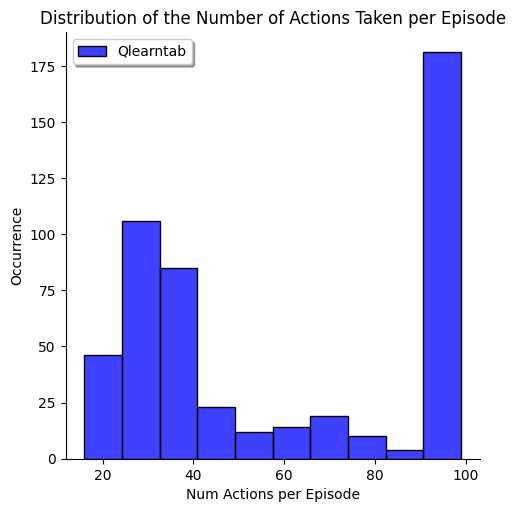 Distribution of the Number of Actions Taken per Episode
Qlearntab
175
150
125
100
75
50
25
0
Occurrence
20 40 60 80 100
Num Actions per Episode